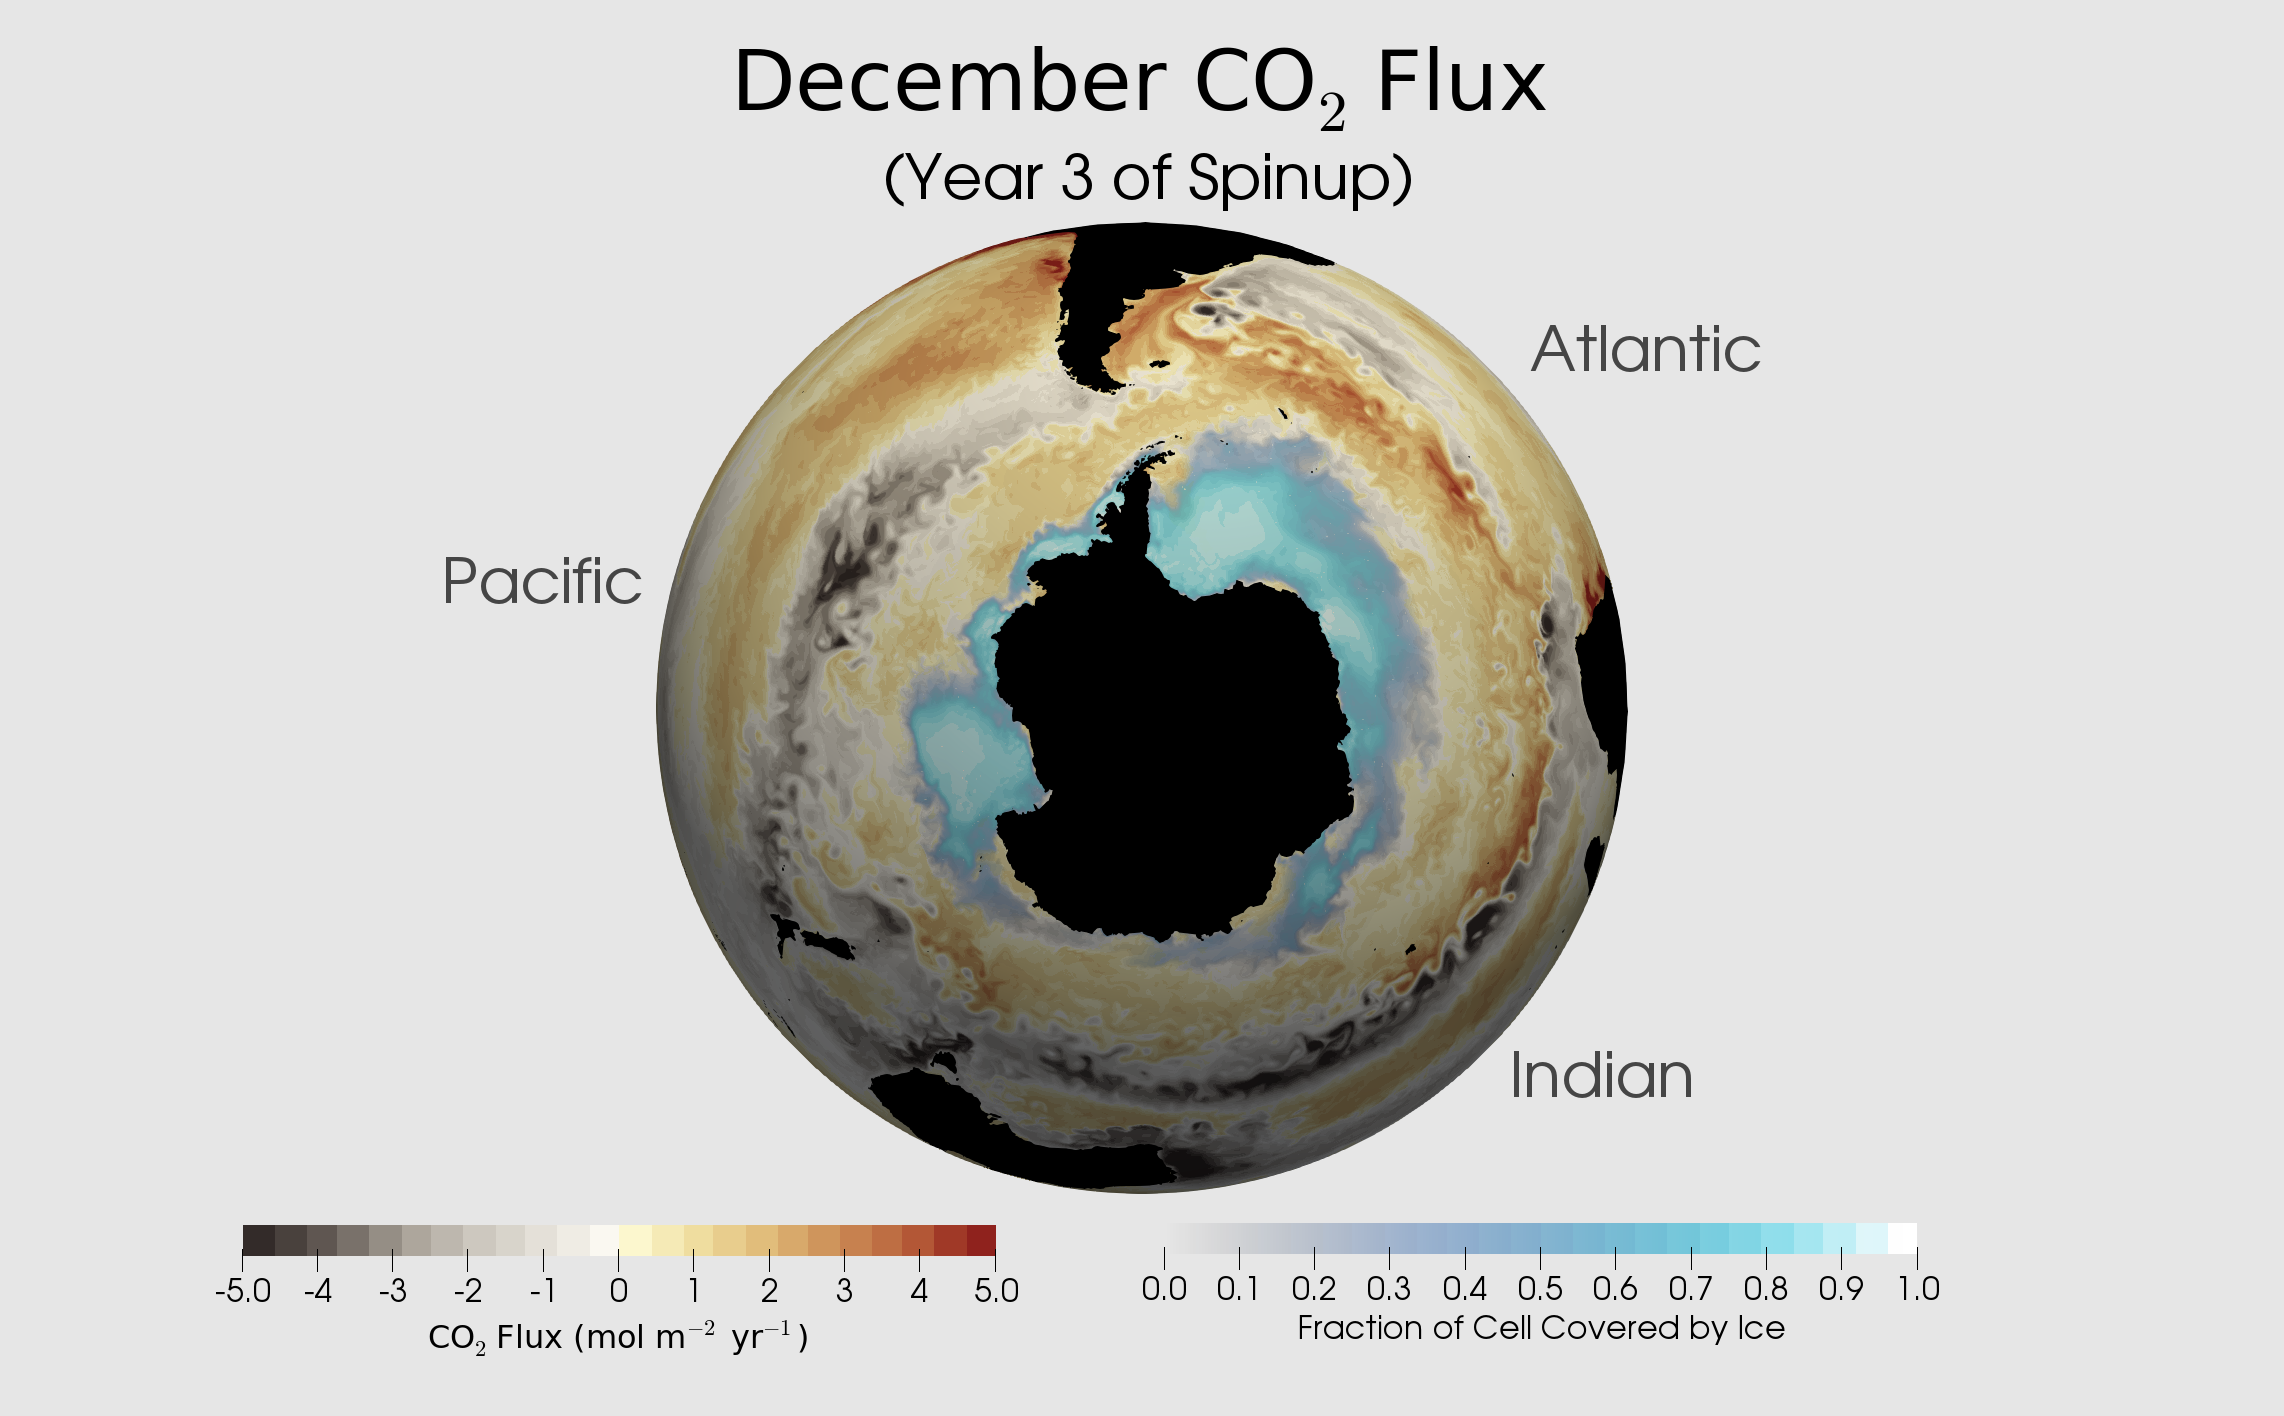 December CO₂ Flux
(Year 3 of Spinup)
Atlantic
Pacific
Indian
-5.0 -4 -3 -2 -1 0 1 2 3 4 5.0
CO₂ Flux (mol m⁻² yr⁻¹)
0.0 0.1 0.2 0.3 0.4 0.5 0.6 0.7 0.8 0.9 1.0
Fraction of Cell Covered by Ice